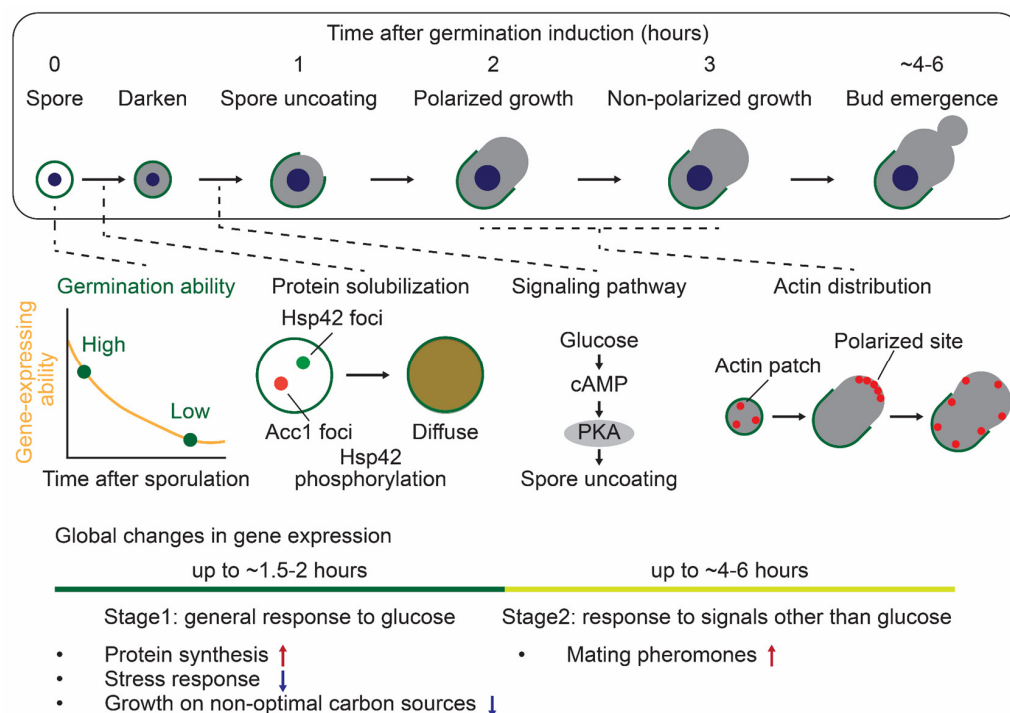 Time after germination induction (hours)
0
1
2
3
~4-6
Spore
Darken
Spore uncoating
Polarized growth
Non-polarized growth
Bud emergence
Germination ability
Gene-expressing
ability
High
Low
Time after sporulation
Protein solubilization
Hsp42 foci
Acc1 foci
Diffuse
Hsp42
phosphorylation
Signaling pathway
Glucose
cAMP
PKA
Spore uncoating
Actin distribution
Polarized site
Actin patch
Global changes in gene expression
up to ~1.5-2 hours
up to ~4-6 hours
Stage1: general response to glucose
• Protein synthesis ↑
• Stress response ↓
• Growth on non-optimal carbon sources ↓
Stage2: response to signals other than glucose
• Mating pheromones ↑